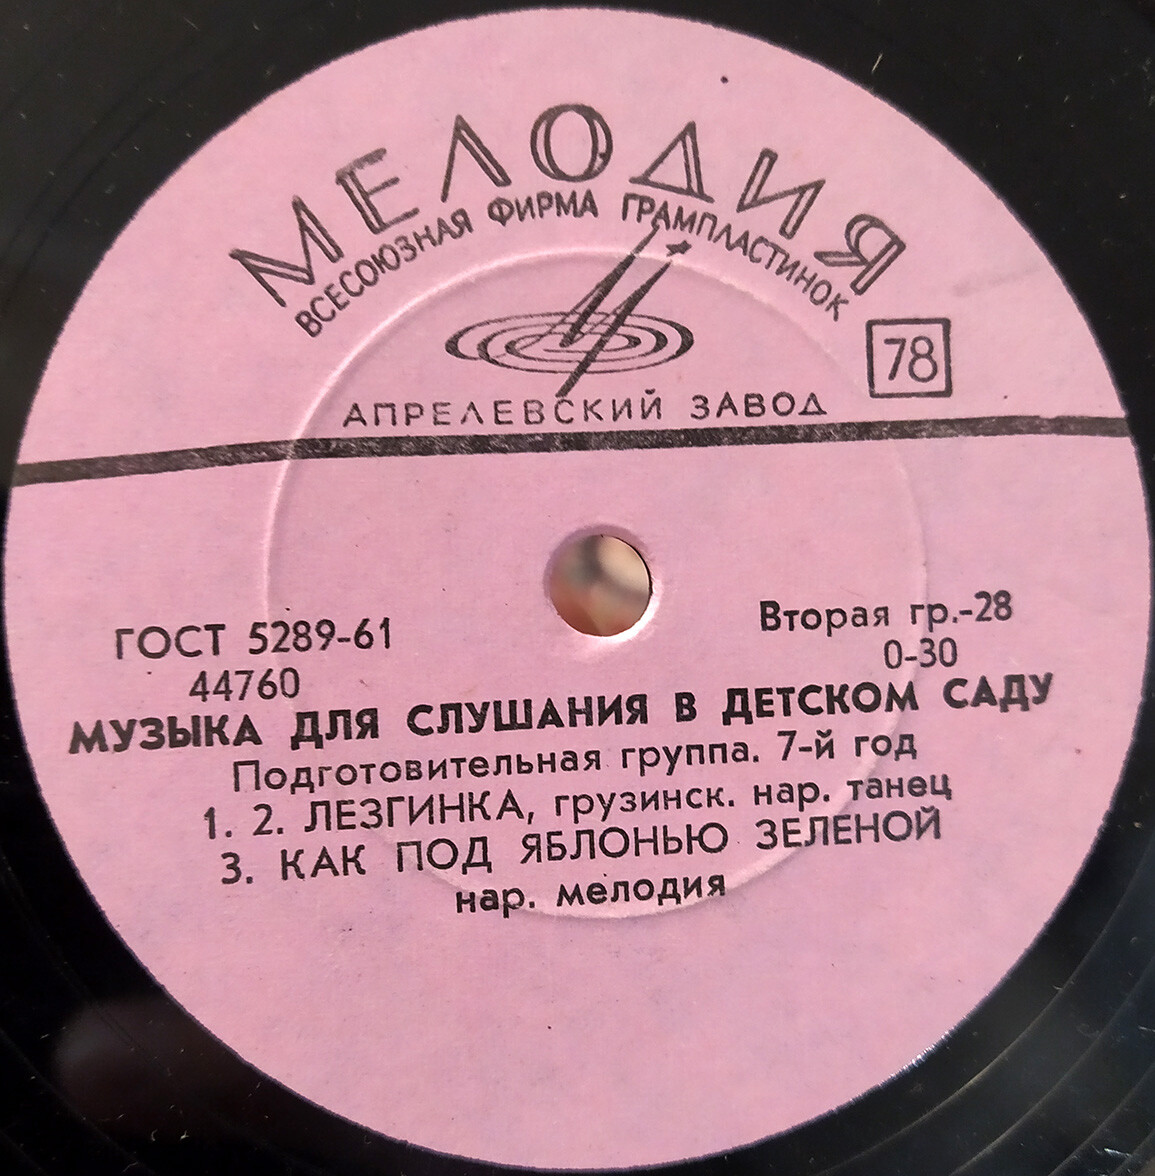 МЕЛОДИЯ
ВСЕСОЮЗНАЯ ФИРМА ГРАМПЛАСТИНОК
78
АПРЕЛЕВСКИЙ ЗАВОД
ГОСТ 5289-61
Вторая гр.-28
44760
0-30
МУЗЫКА ДЛЯ СЛУШАНИЯ В ДЕТСКОМ САДУ
Подготовительная группа. 7-й год
1. 2. ЛЕЗГИНКА, грузинск. нар. танец
3. КАК ПОД ЯБЛОНЬЮ ЗЕЛЕНОЙ
нар. мелодия